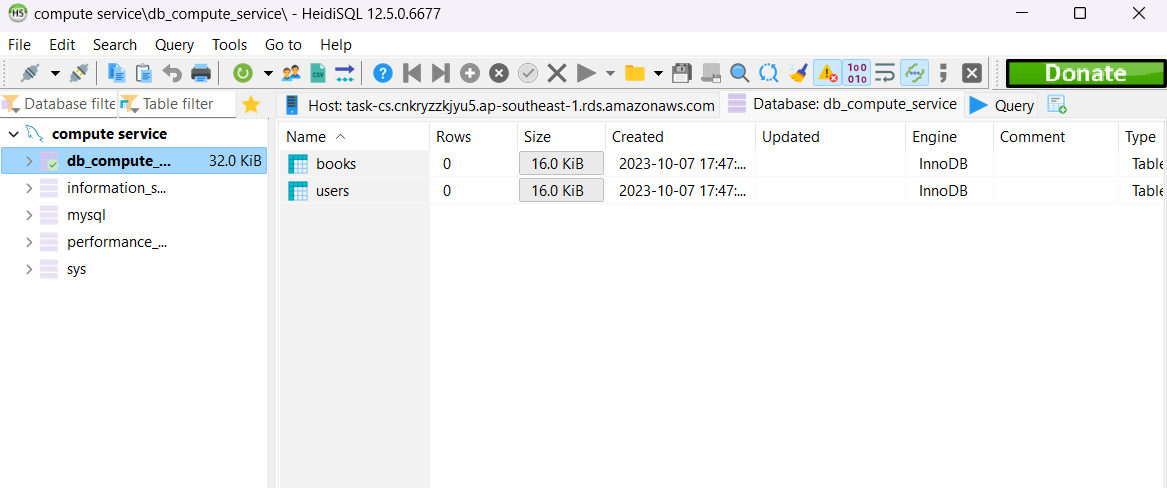 compute service\db_compute_service\ - HeidiSQL 12.5.0.6677
File Edit Search Query Tools Go to Help
Donate
Database filte Table filter
Host: task-cs.cnkryzzkjyu5.ap-southeast-1.rds.amazonaws.com Database: db_compute_service Query
compute service
db_compute_... 32.0 KiB
information_s...
mysql
performance_...
sys
Name Rows Size Created Updated Engine Comment Type
books 0 16.0 KiB 2023-10-07 17:47:... InnoDB Table
users 0 16.0 KiB 2023-10-07 17:47:... InnoDB Table